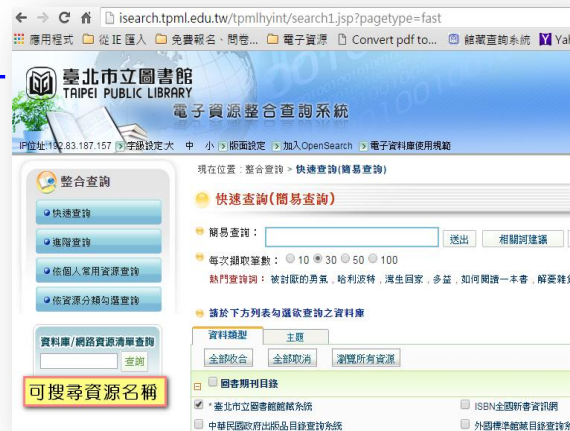 isearch.tpml.edu.tw/tpmlhyint/search1.jsp?pagetype=fast
應用程式 從 IE 匯入 免費報名、問卷... 電子資源 Convert pdf to... 館藏查詢系統 Yah
臺北市立圖書館
TAIPEI PUBLIC LIBRARY
電子資源整合查詢系統
IP位址:192.83.187.157 字級設定大 中 小 版面設定 加入OpenSearch 電子資料庫使用規範
現在位置：整合查詢 > 快速查詢(簡易查詢)
整合查詢
快速查詢
進階查詢
依個人常用資源查詢
依資源分類勾選查詢
資料庫/網路資源清單查詢
查詢
可搜尋資源名稱
快速查詢(簡易查詢)
簡易查詢： 送出 相關詞建議
每次擷取筆數： 10 30 50 100
熱門查詢詞： 被討厭的勇氣 , 哈利波特 , 灣生回家 , 多益 , 如何閱讀一本書 , 解憂雜貨
請於下列表勾選欲查詢之資料庫
資料類型 主題
全部收合 全部取消 瀏覽所有資源
圖書期刊目錄
* 臺北市立圖書館館藏系統 ISBN全國新書資訊網
中華民國政府出版品目錄查詢系統 外國標準館藏目錄查詢系